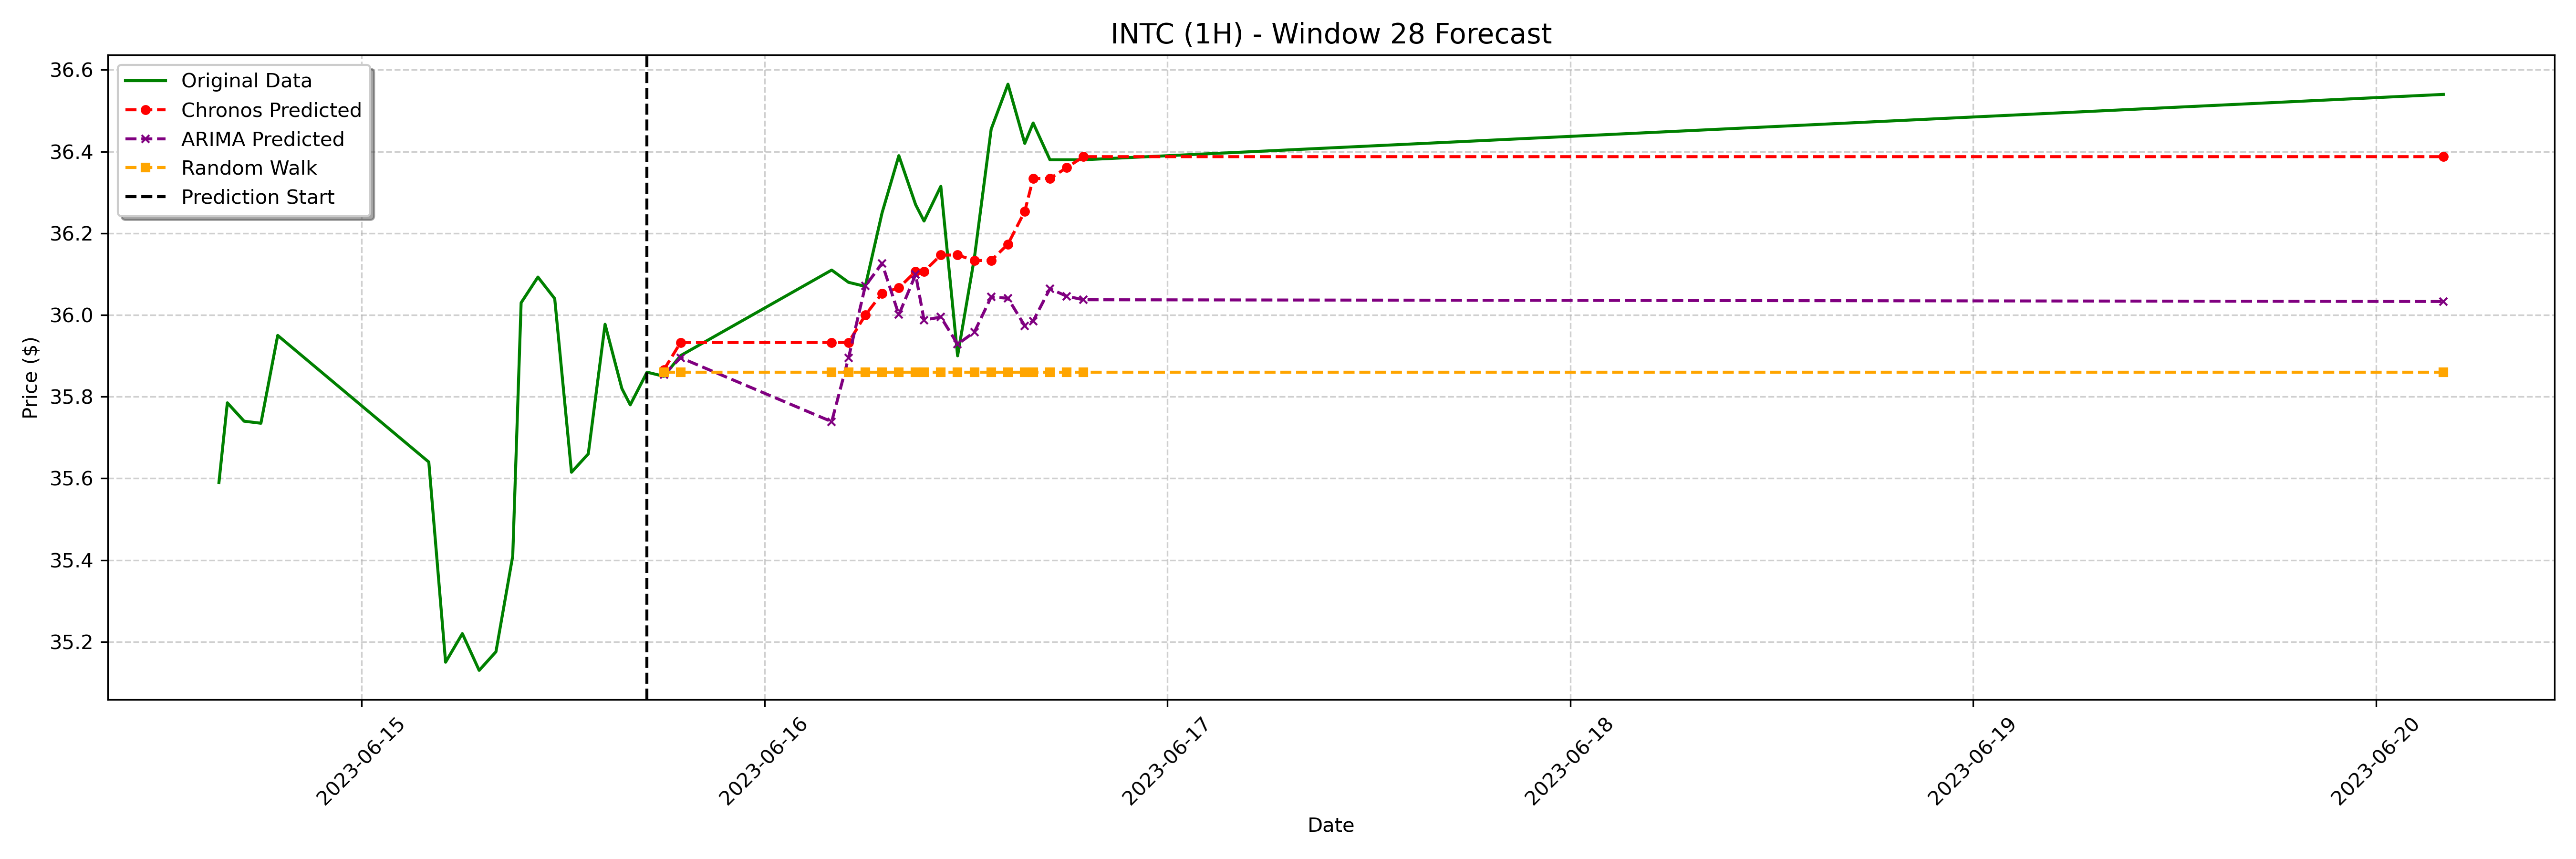 INTC (1H) - Window 28 Forecast
Original Data
Chronos Predicted
ARIMA Predicted
Random Walk
Prediction Start
Price ($)
36.6
36.4
36.2
36.0
35.8
35.6
35.4
35.2
2023-06-15
2023-06-16
2023-06-17
2023-06-18
2023-06-19
2023-06-20
Date